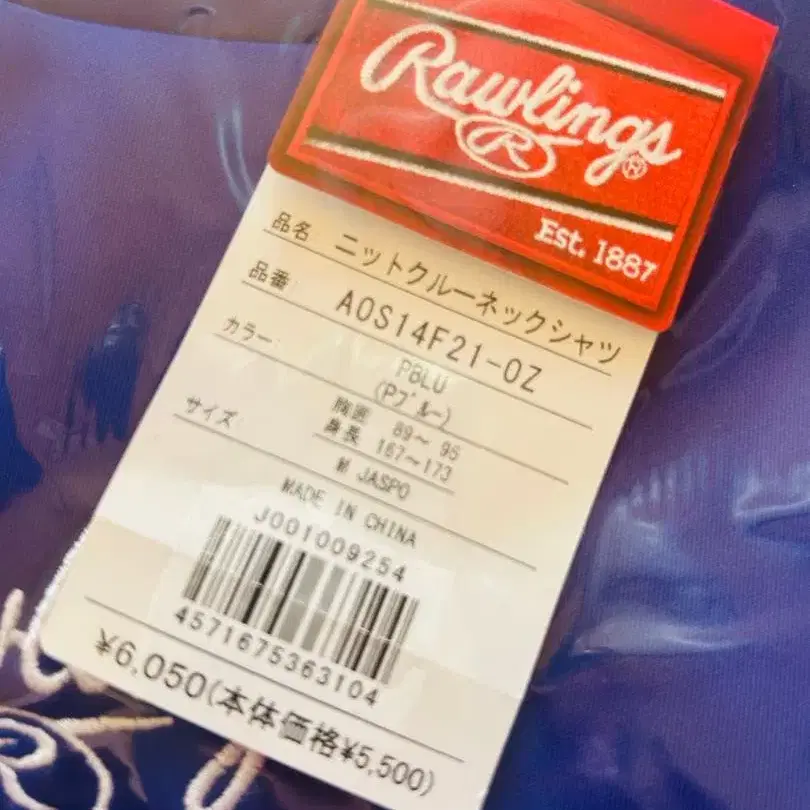 Rawlings
R
Est. 1887
品名 ニットクルーネックシャツ
品番 AOS14F21-OZ
カラー PBLU
(Pブルー)
サイズ 胸囲 89～ 95
身長 167～173
M JASPO
MADE IN CHINA
J001009254
4571675363104
¥6,050(本体価格¥5,500)